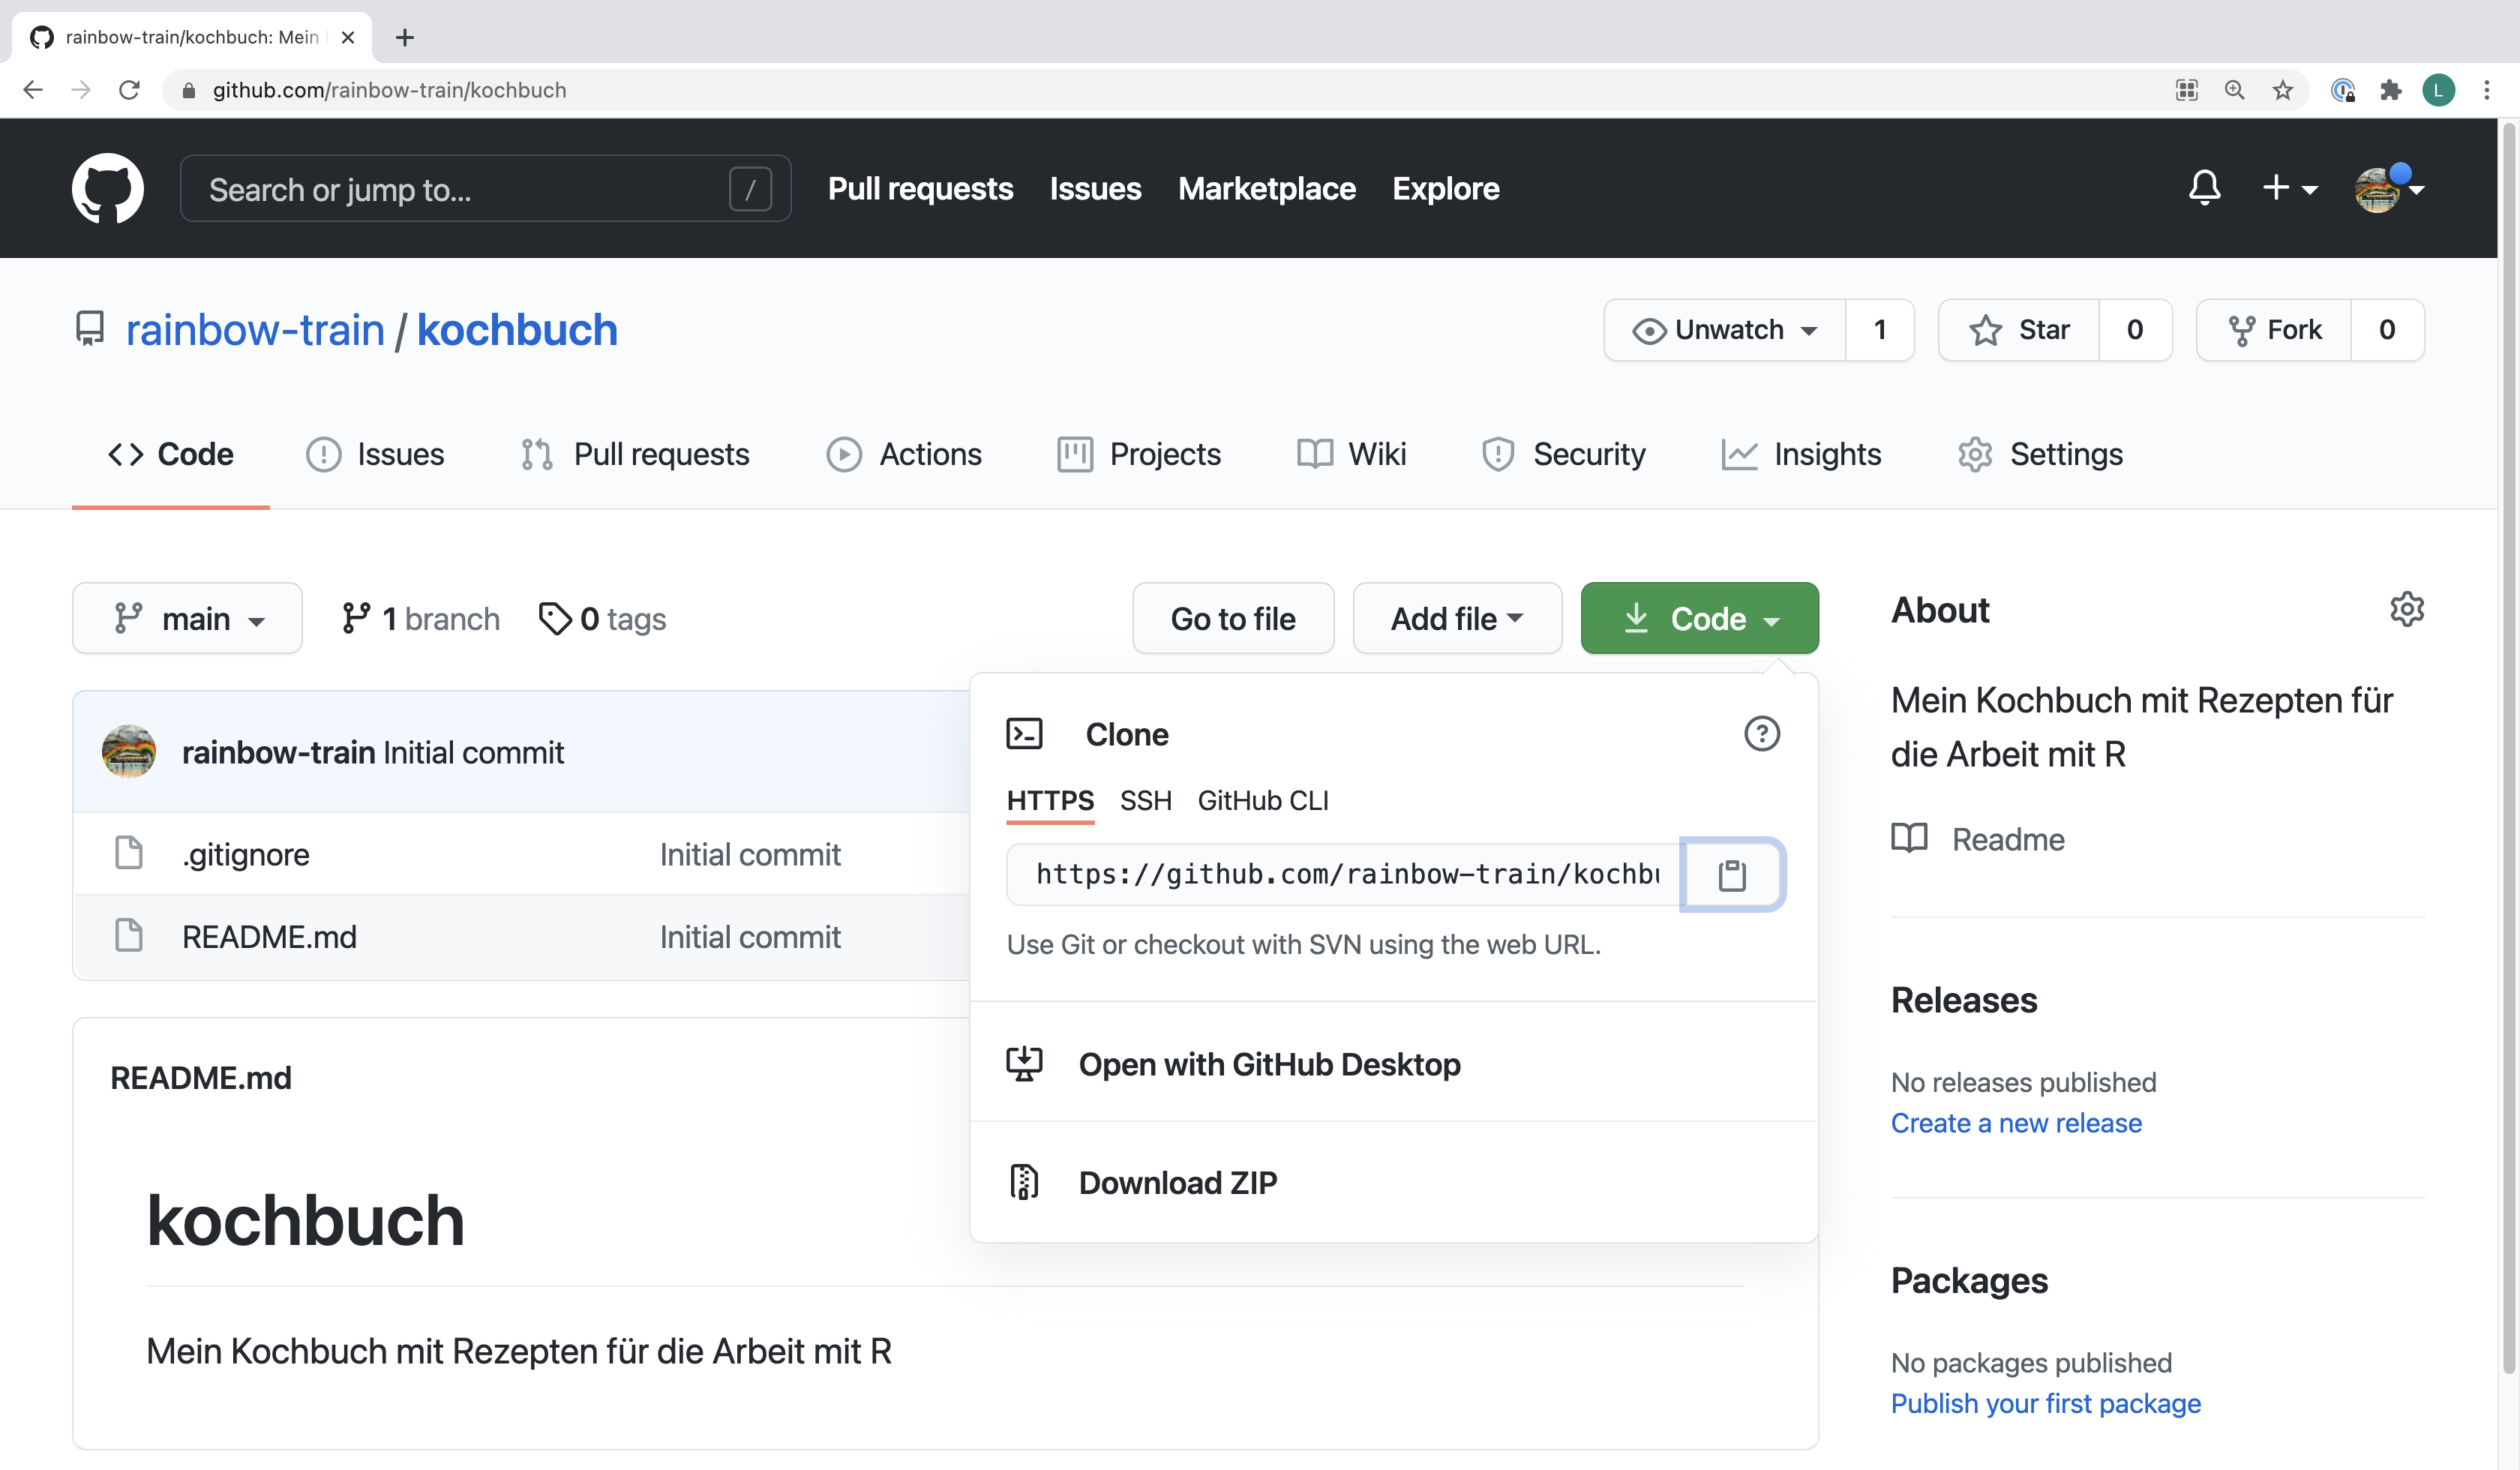 rainbow-train/kochbuch: Mein
github.com/rainbow-train/kochbuch
L
Search or jump to... /
Pull requests Issues Marketplace Explore
rainbow-train / kochbuch
Unwatch 1 Star 0 Fork 0
Code Issues Pull requests Actions Projects Wiki Security Insights Settings
main 1 branch 0 tags Go to file Add file Code
rainbow-train Initial commit
.gitignore Initial commit
README.md Initial commit
Clone
HTTPS SSH GitHub CLI
https://github.com/rainbow-train/kochbu
Use Git or checkout with SVN using the web URL.
Open with GitHub Desktop
Download ZIP
README.md
kochbuch
Mein Kochbuch mit Rezepten für die Arbeit mit R
About
Mein Kochbuch mit Rezepten für
die Arbeit mit R
Readme
Releases
No releases published
Create a new release
Packages
No packages published
Publish your first package